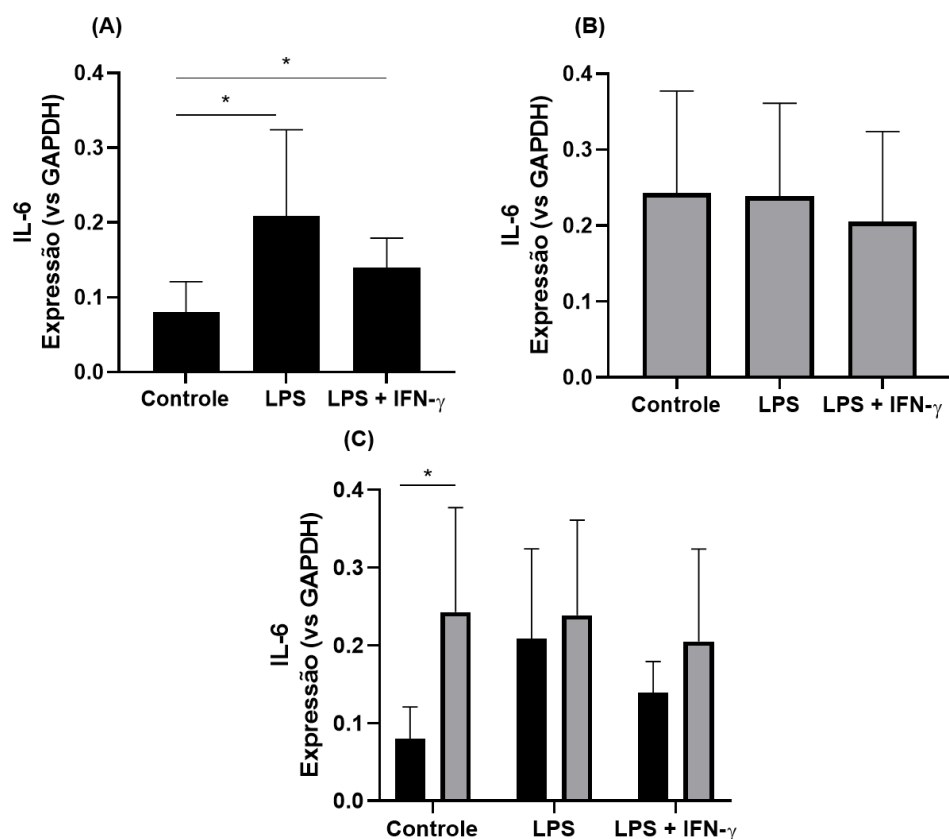 (A)
*
*
0.4
0.3
0.2
0.1
0.0
IL-6
Expressão (vs GAPDH)
Controle LPS LPS + IFN-γ
(B)
0.4
0.3
0.2
0.1
0.0
IL-6
Expressão (vs GAPDH)
Controle LPS LPS + IFN-γ
(C)
*
0.4
0.3
0.2
0.1
0.0
IL-6
Expressão (vs GAPDH)
Controle LPS LPS + IFN-γ